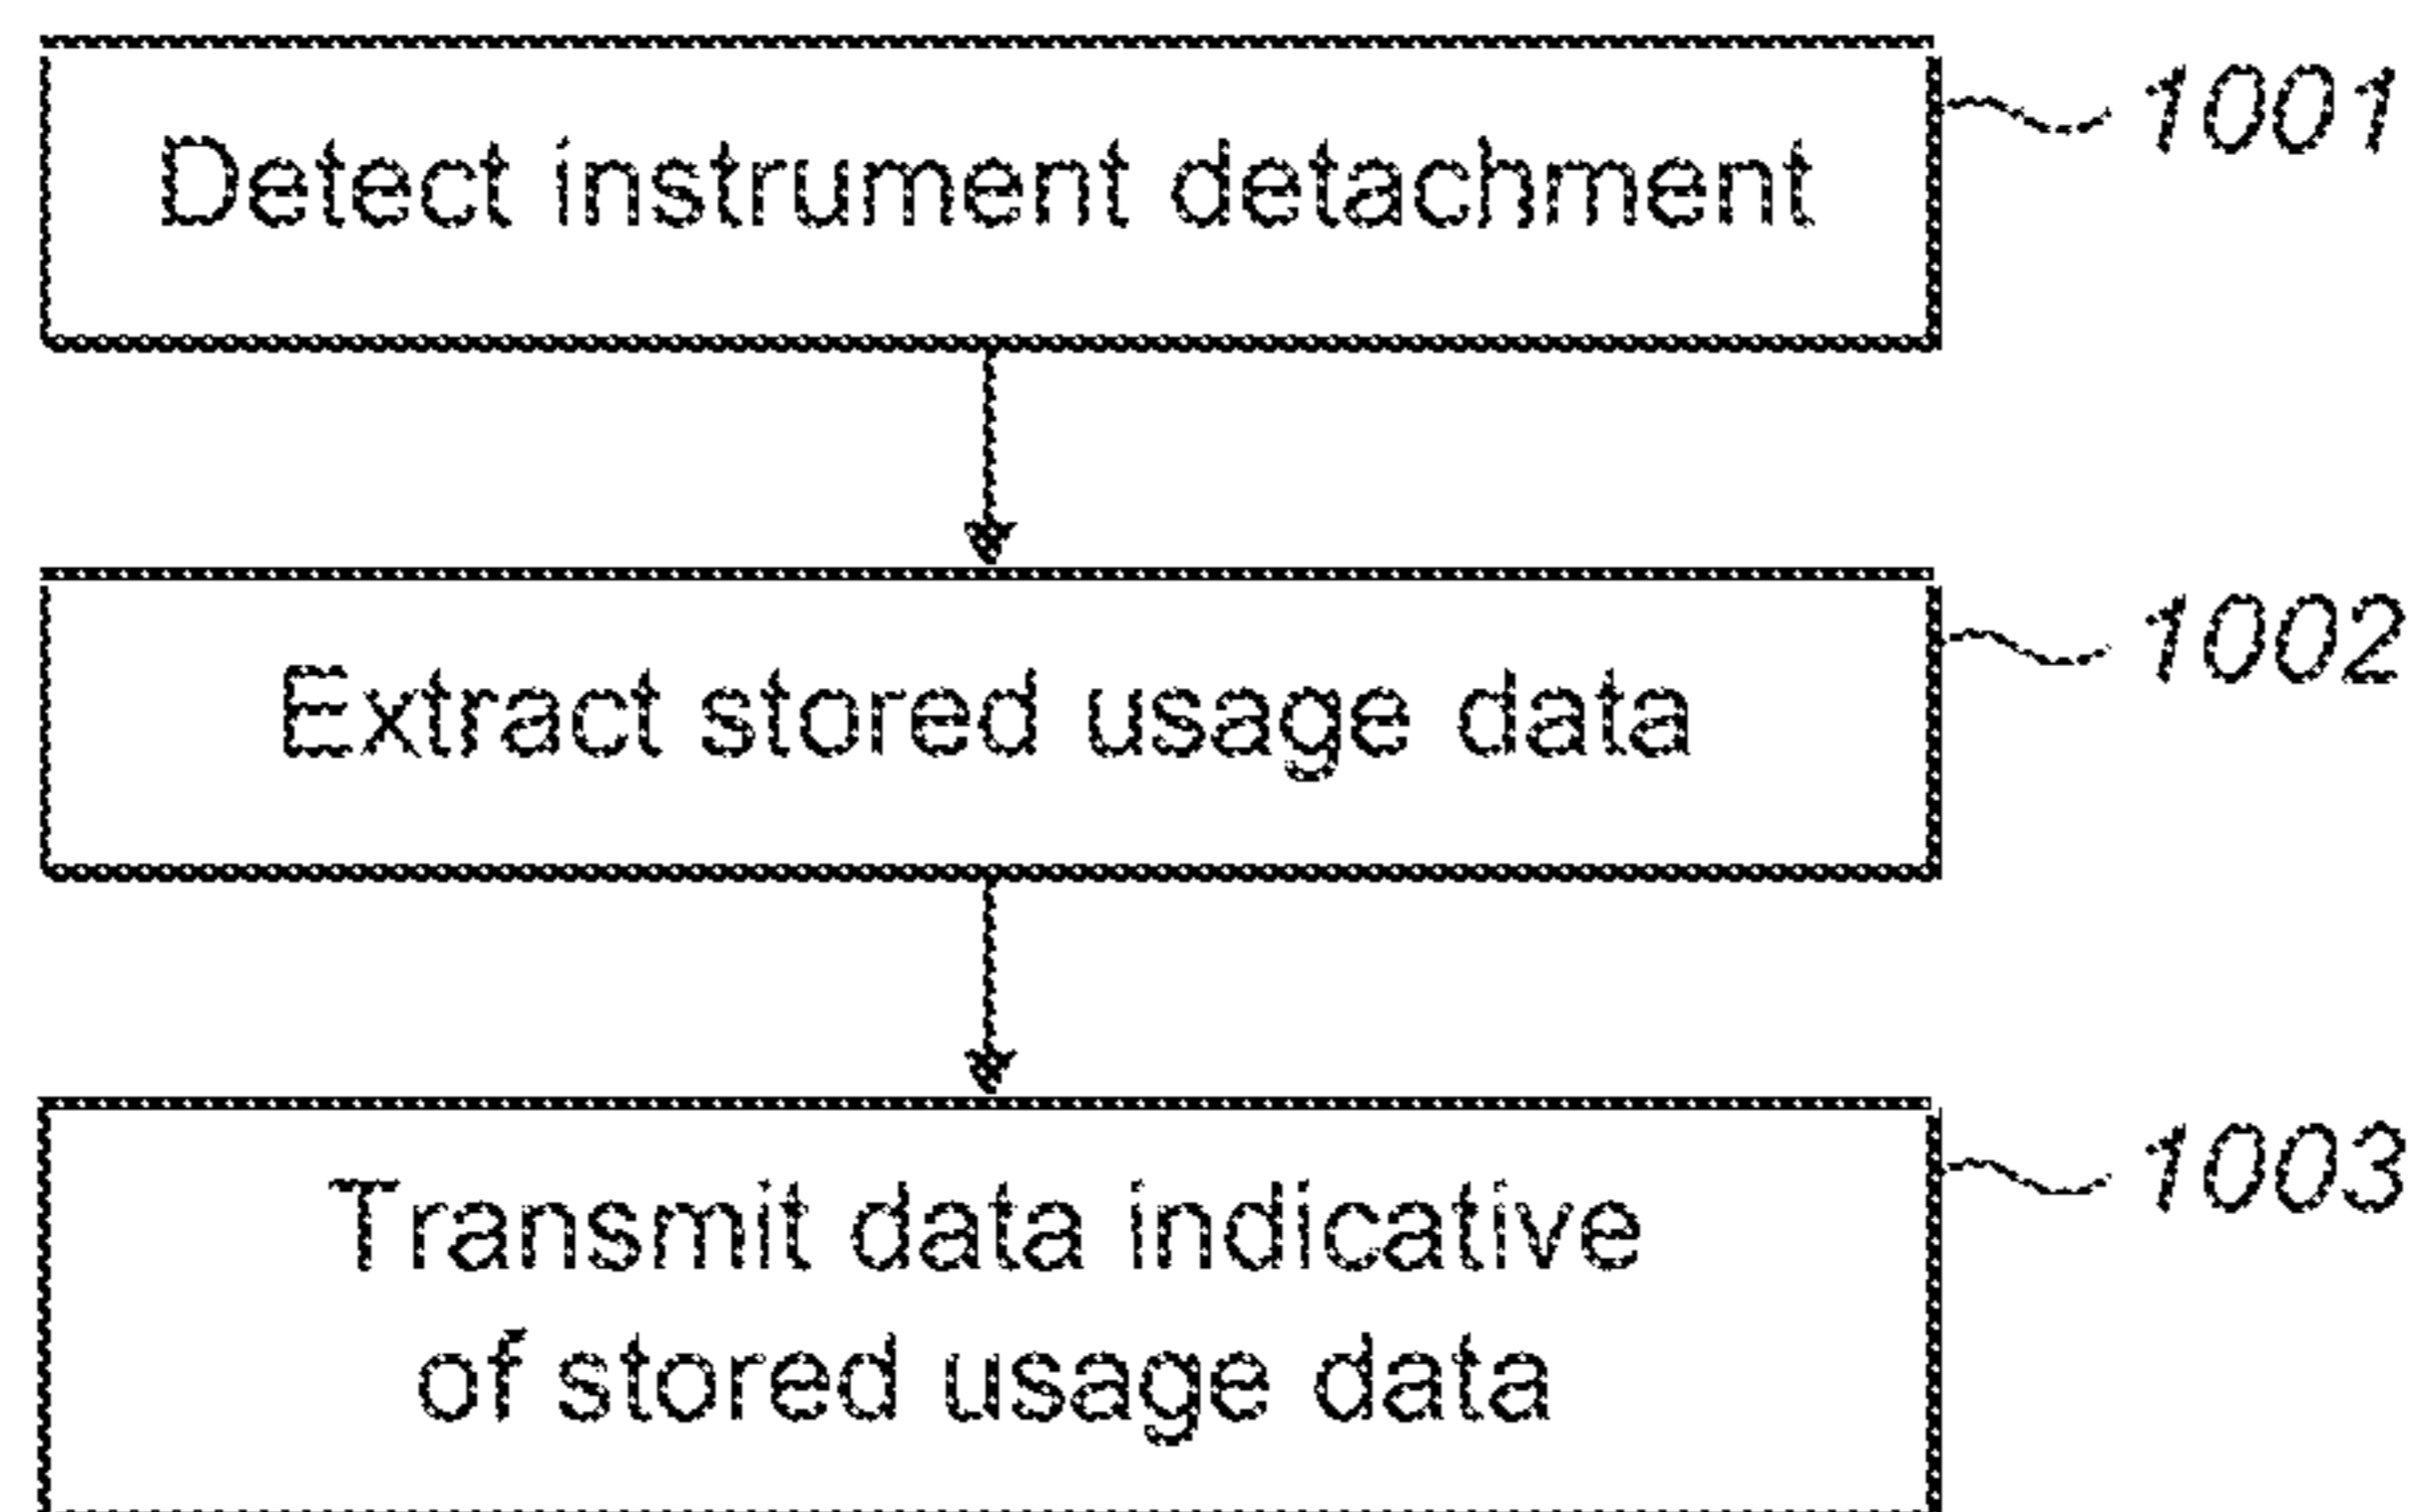 Detect instrument detachment
1001
Extract stored usage data
1002
Transmit data indicative
of stored usage data
1003